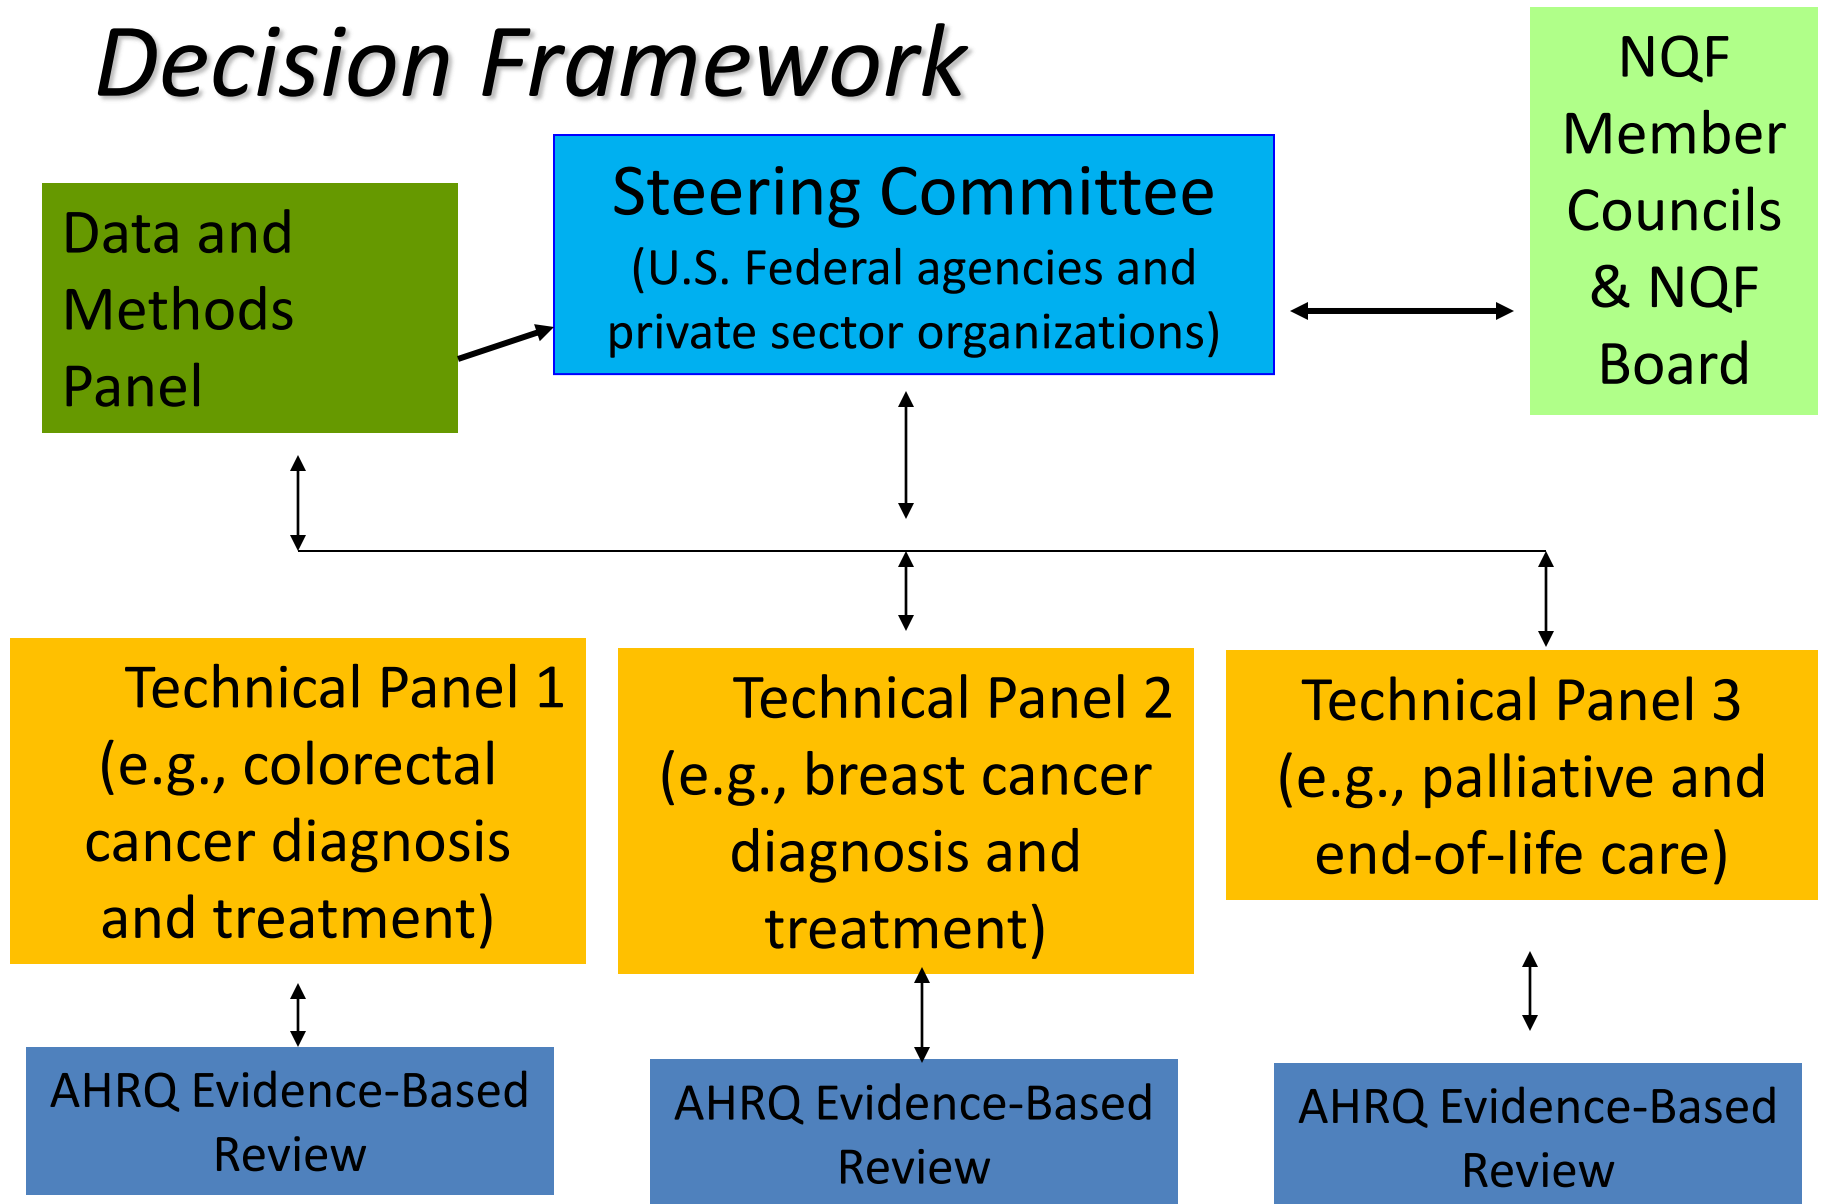 Decision Framework
Data and
Methods
Panel
Steering Committee
(U.S. Federal agencies and
private sector organizations)
NQF
Member
Councils
& NQF
Board
Technical Panel 1
(e.g., colorectal
cancer diagnosis
and treatment)
Technical Panel 2
(e.g., breast cancer
diagnosis and
treatment)
Technical Panel 3
(e.g., palliative and
end-of-life care)
AHRQ Evidence-Based
Review
AHRQ Evidence-Based
Review
AHRQ Evidence-Based
Review